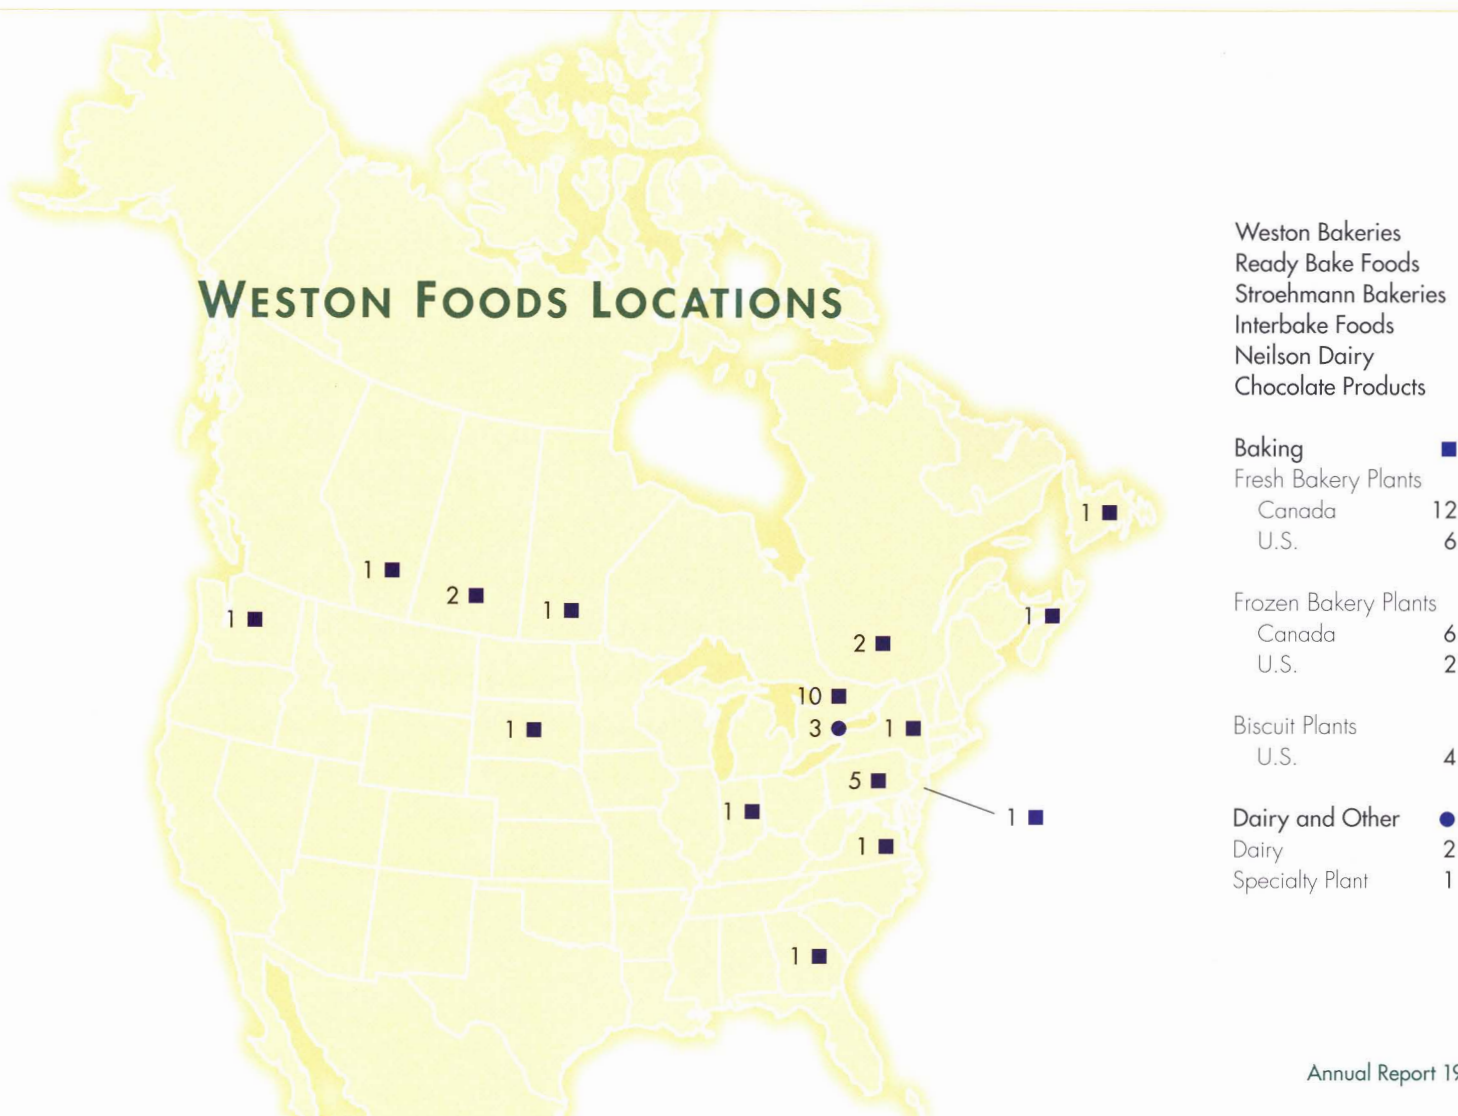 WESTON FOODS LOCATIONS
Weston Bakeries
Ready Bake Foods
Stroehmann Bakeries
Interbake Foods
Neilson Dairy
Chocolate Products
Baking
Fresh Bakery Plants
Canada 12
U.S. 6
Frozen Bakery Plants
Canada 6
U.S. 2
Biscuit Plants
U.S. 4
Dairy and Other
Dairy 2
Specialty Plant 1
1
1
2
1
1
1
2
10
1
3
1
5
1
1
1
1
Annual Report 19